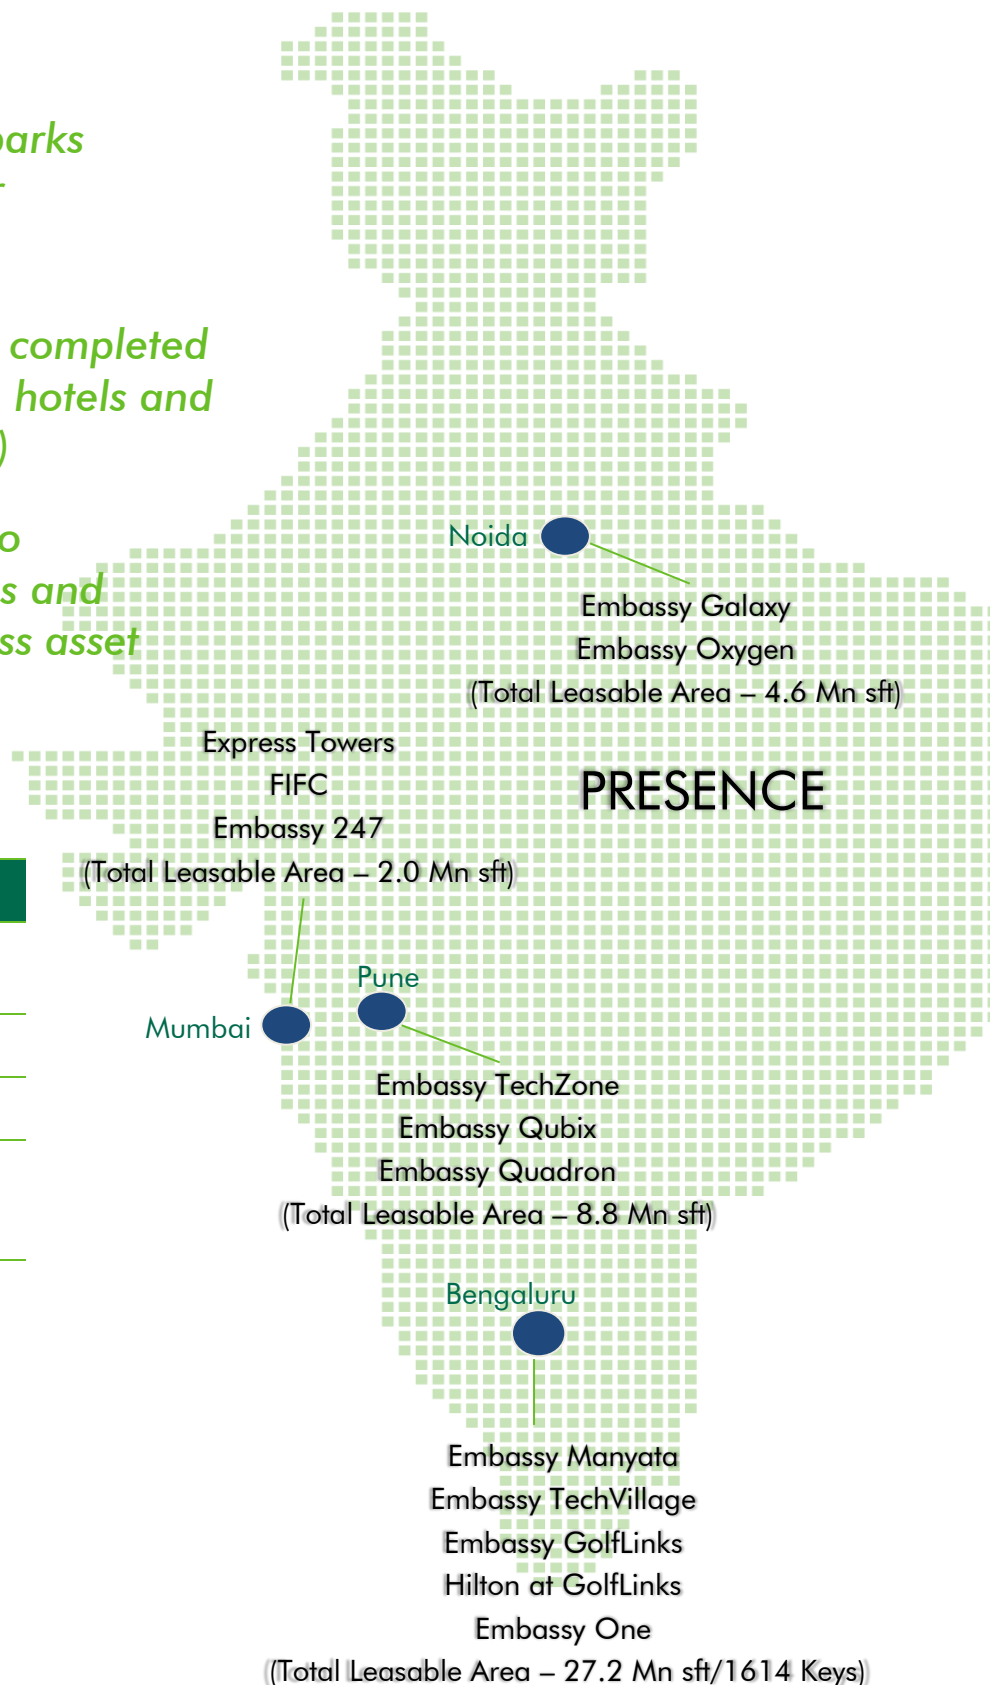 parks
completed
hotels and
)
o
s and
ss asset
Noida
Embassy Galaxy
Embassy Oxygen
(Total Leasable Area – 4.6 Mn sft)
Express Towers
FIFC
Embassy 247
(Total Leasable Area – 2.0 Mn sft)
PRESENCE
Pune
Mumbai
Embassy TechZone
Embassy Qubix
Embassy Quadron
(Total Leasable Area – 8.8 Mn sft)
Bengaluru
Embassy Manyata
Embassy TechVillage
Embassy GolfLinks
Hilton at GolfLinks
Embassy One
(Total Leasable Area – 27.2 Mn sft/1614 Keys)